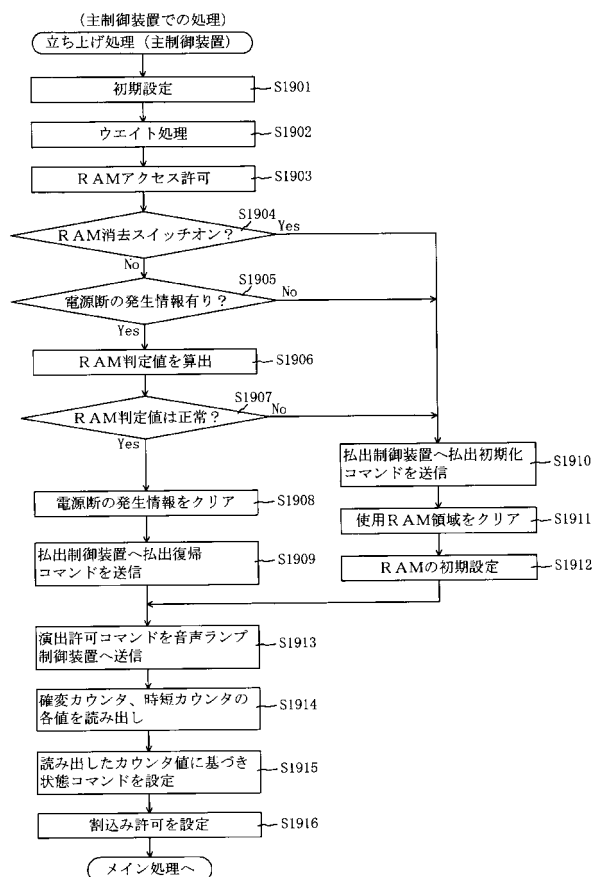 (主制御装置での処理)
立ち上げ処理(主制御装置)
初期設定
S1901
ウエイト処理
S1902
RAMアクセス許可
S1903
S1904
RAM消去スイッチオン?
Yes
No
S1905
電源断の発生情報有り?
No
Yes
RAM判定値を算出
S1906
S1907
RAM判定値は正常?
No
Yes
払出制御装置へ払出初期化
コマンドを送信
S1910
電源断の発生情報をクリア
S1908
使用RAM領域をクリア
S1911
払出制御装置へ払出復帰
コマンドを送信
S1909
RAMの初期設定
S1912
演出許可コマンドを音声ランプ
制御装置へ送信
S1913
確変カウンタ、時短カウンタの
各値を読み出し
S1914
読み出したカウンタ値に基づき
状態コマンドを設定
S1915
割込み許可を設定
S1916
メイン処理へ